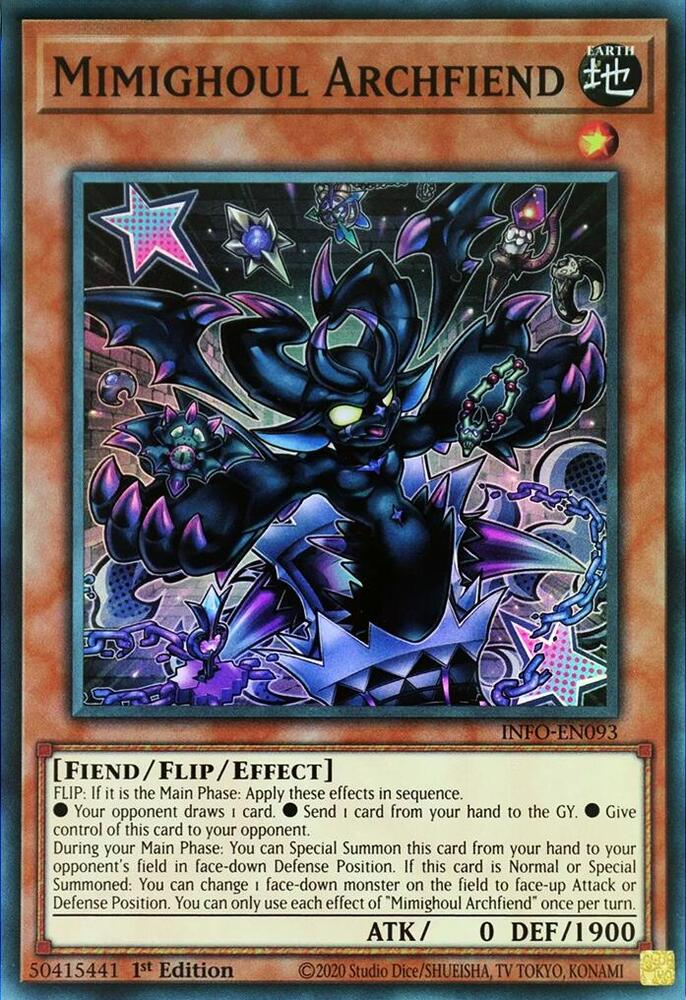 Mimighoul Archfiend
EARTH
地
INFO-EN093
[Fiend/Flip/Effect]
FLIP: If it is the Main Phase: Apply these effects in sequence.
● Your opponent draws 1 card. ● Send 1 card from your hand to the GY. ● Give
control of this card to your opponent.
During your Main Phase: You can Special Summon this card from your hand to your
opponent's field in face-down Defense Position. If this card is Normal or Special
Summoned: You can change 1 face-down monster on the field to face-up Attack or
Defense Position. You can only use each effect of "Mimighoul Archfiend" once per turn.
ATK/ 0 DEF/1900
50415441 1st Edition ©2020 Studio Dice/SHUEISHA, TV TOKYO, KONAMI